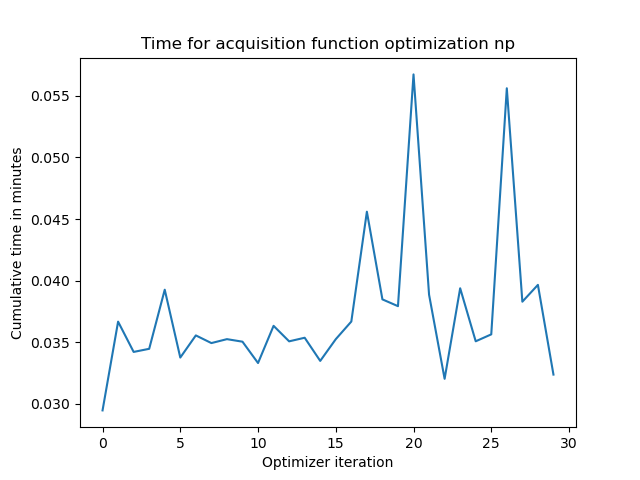 Time for acquisition function optimization np
0.055
0.050
0.045
0.040
0.035
0.030
Cumulative time in minutes
0 5 10 15 20 25 30
Optimizer iteration